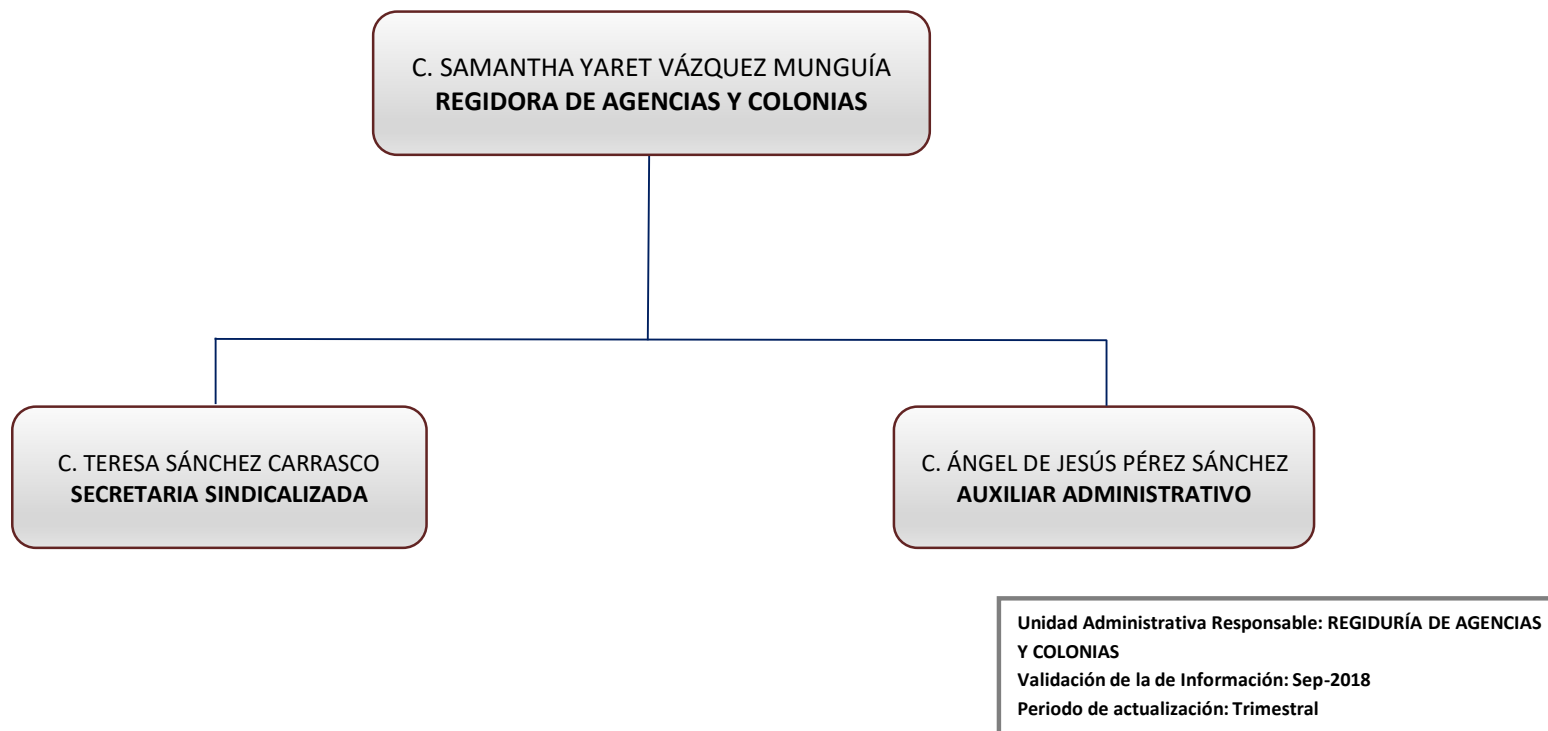 C. SAMANTHA YARET VÁZQUEZ MUNGUÍA
REGIDORA DE AGENCIAS Y COLONIAS
C. TERESA SÁNCHEZ CARRASCO
SECRETARIA SINDICALIZADA
C. ÁNGEL DE JESÚS PÉREZ SÁNCHEZ
AUXILIAR ADMINISTRATIVO
Unidad Administrativa Responsable: REGIDURÍA DE AGENCIAS
Y COLONIAS
Validación de la de Información: Sep-2018
Periodo de actualización: Trimestral